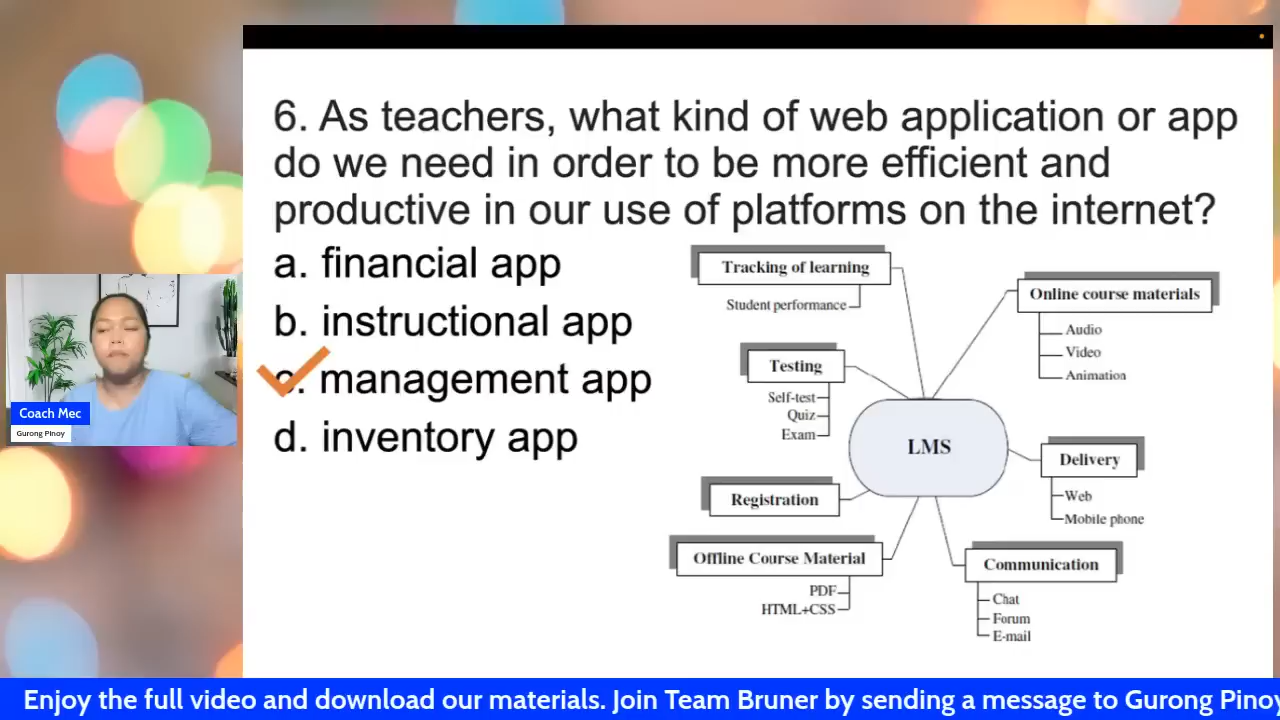 6. As teachers, what kind of web application or app
do we need in order to be more efficient and
productive in our use of platforms on the internet?
a. financial app
b. instructional app
c. management app
d. inventory app
Tracking of learning
Student performance
Online course materials
Audio
Video
Animation
Testing
Self-test
Quiz
Exam
LMS
Delivery
Web
Mobile phone
Registration
Offline Course Material
PDF
HTML+CSS
Communication
Chat
Forum
E-mail
Coach Mec
Gurong Pinoy
Enjoy the full video and download our materials. Join Team Bruner by sending a message to Gurong Pinoy